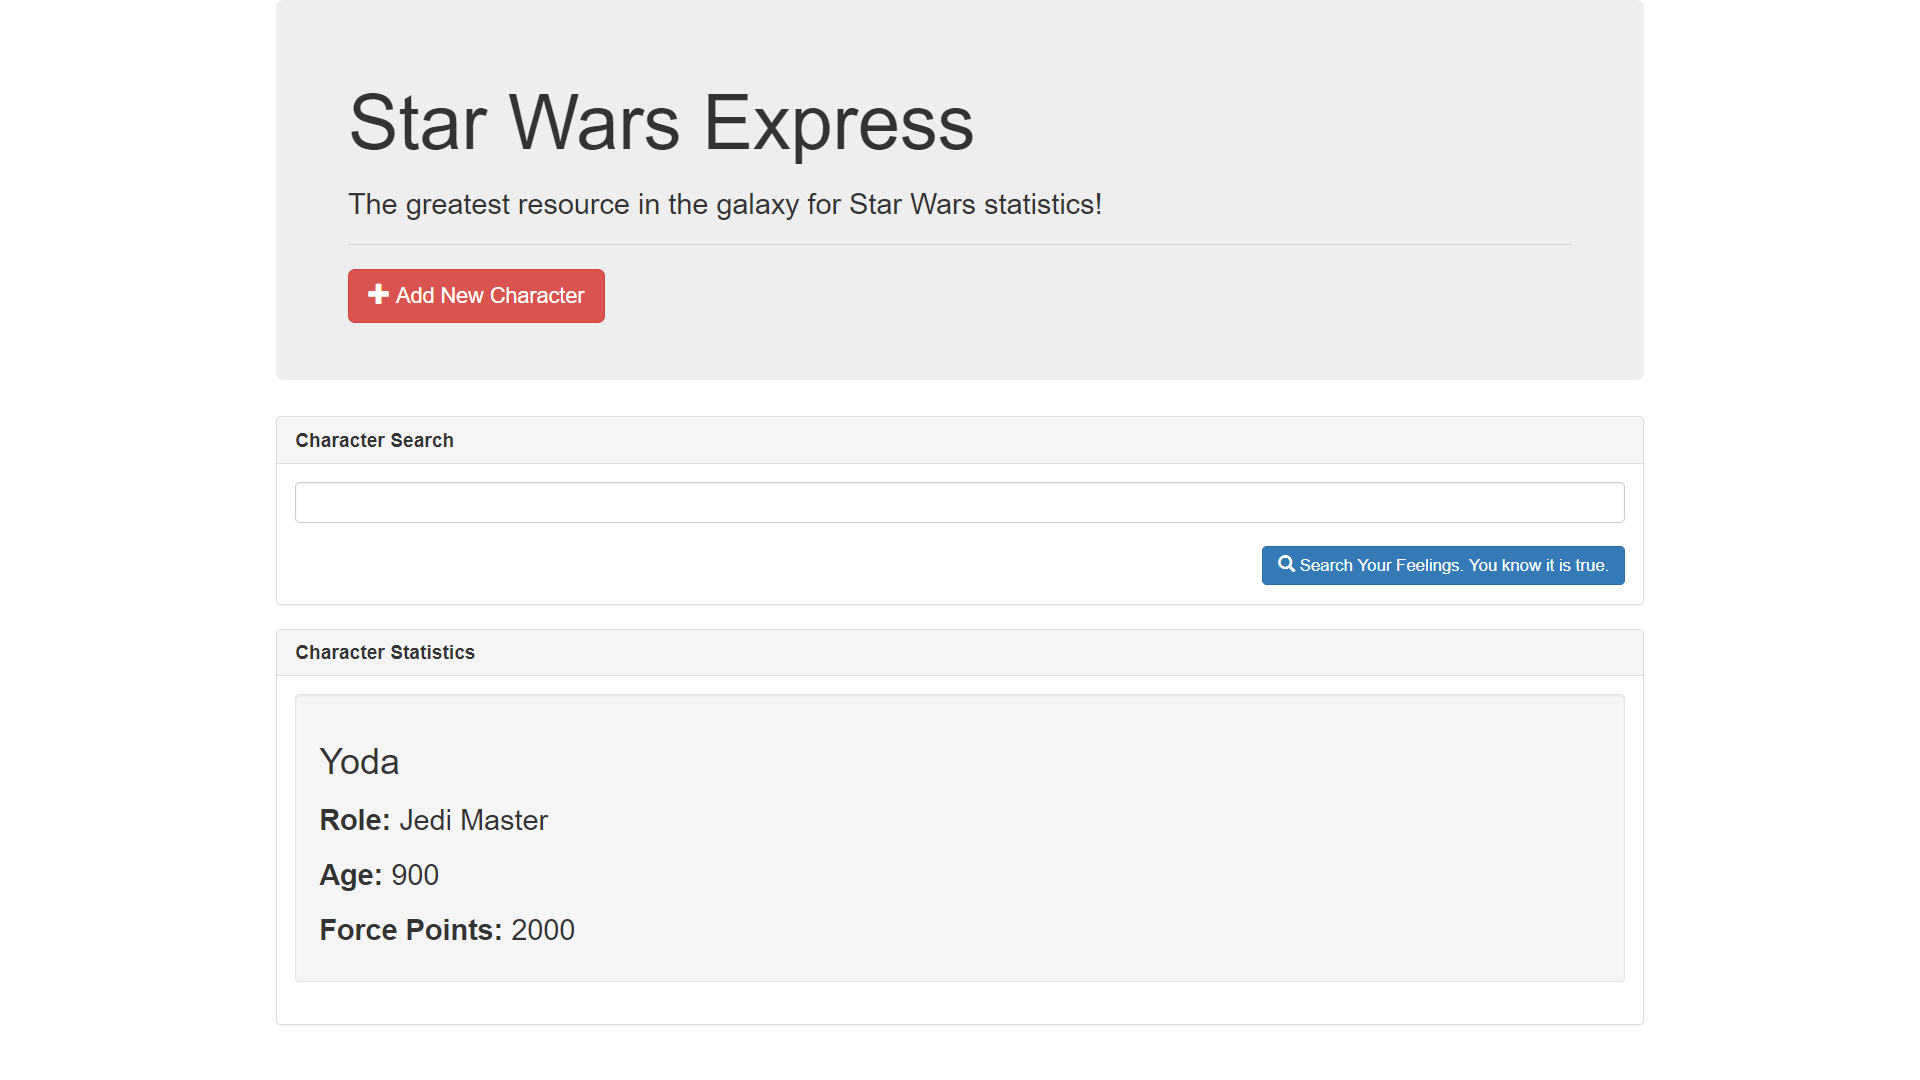 Star Wars Express
The greatest resource in the galaxy for Star Wars statistics!
Add New Character
Character Search
Search Your Feelings. You know it is true.
Character Statistics
Yoda
Role: Jedi Master
Age: 900
Force Points: 2000